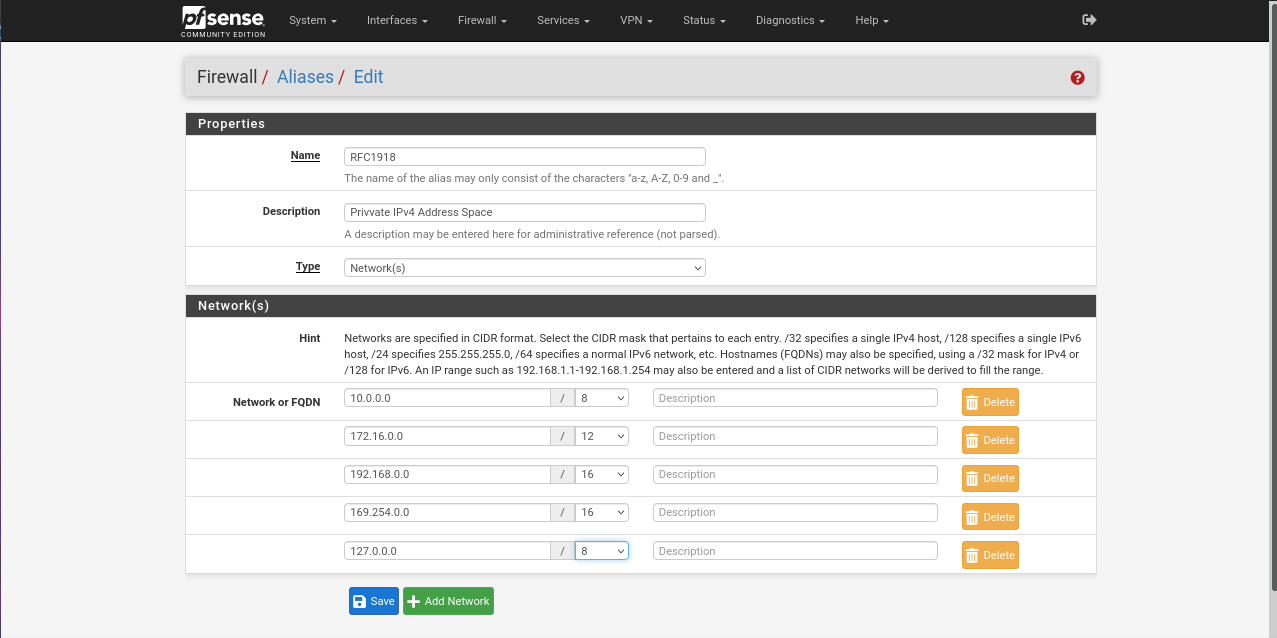 pfsense
COMMUNITY EDITION
System Interfaces Firewall Services VPN Status Diagnostics Help
Firewall / Aliases / Edit
?
Properties
Name
RFC1918
The name of the alias may only consist of the characters "a-z, A-Z, 0-9 and _".
Description
Privvate IPv4 Address Space
A description may be entered here for administrative reference (not parsed).
Type
Network(s)
Network(s)
Hint
Networks are specified in CIDR format. Select the CIDR mask that pertains to each entry. /32 specifies a single IPv4 host, /128 specifies a single IPv6
host, /24 specifies 255.255.255.0, /64 specifies a normal IPv6 network, etc. Hostnames (FQDNs) may also be specified, using a /32 mask for IPv4 or
/128 for IPv6. An IP range such as 192.168.1.1-192.168.1.254 may also be entered and a list of CIDR networks will be derived to fill the range.
Network or FQDN 10.0.0.0 / 8 Description Delete
172.16.0.0 / 12 Description Delete
192.168.0.0 / 16 Description Delete
169.254.0.0 / 16 Description Delete
127.0.0.0 / 8 Description Delete
Save Add Network